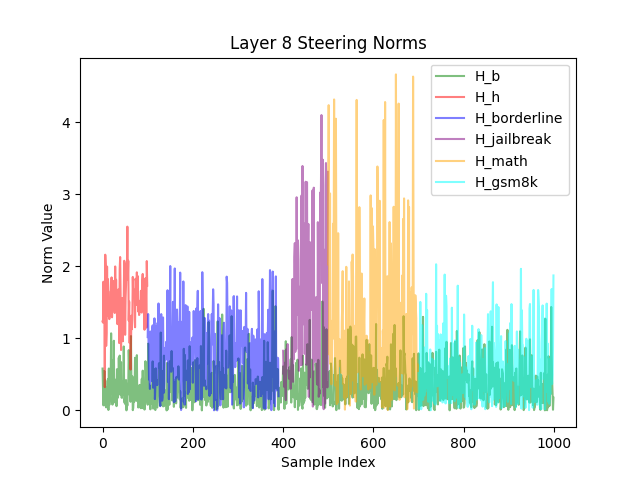 Layer 8 Steering Norms
H_b
H_h
H_borderline
H_jailbreak
H_math
H_gsm8k
Norm Value
4
3
2
1
0
0 200 400 600 800 1000
Sample Index